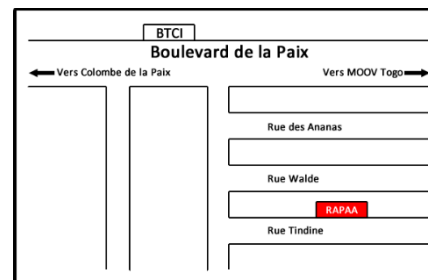 BTCI
Boulevard de la Paix
Vers Colombe de la Paix
Vers MOOV Togo
Rue des Ananas
Rue Walde
RAPAA
Rue Tindine